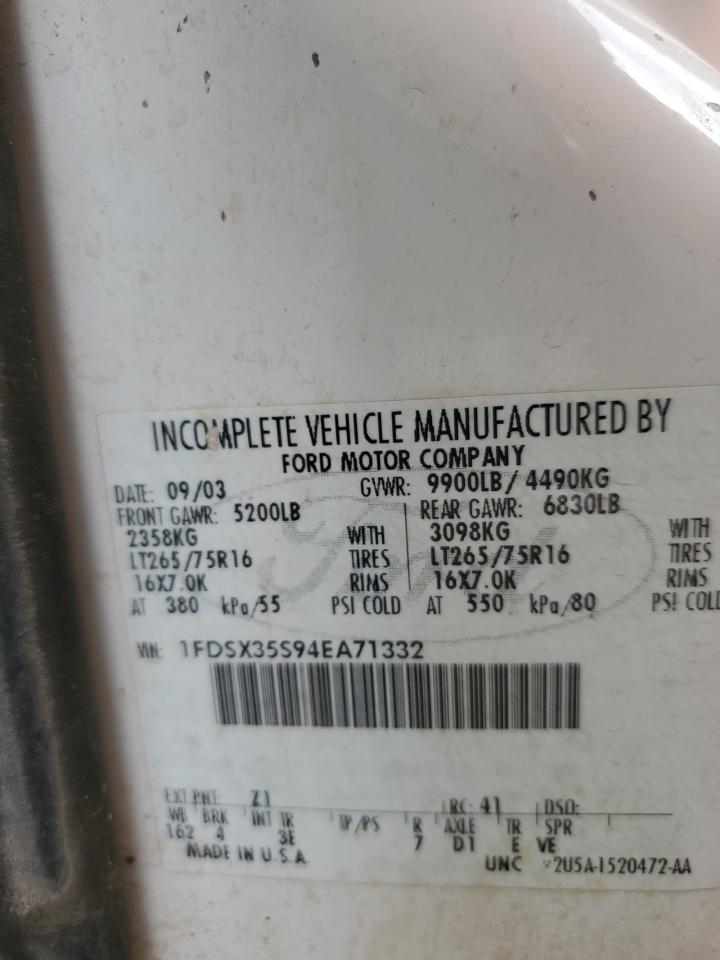 INCOMPLETE VEHICLE MANUFACTURED BY
FORD MOTOR COMPANY
DATE: 09/03 GVWR: 9900LB/ 4490KG
FRONT GAWR: 5200LB REAR GAWR: 6830LB
2358KG WITH 3098KG WITH
LT265/75R16 TIRES LT265/75R16 TIRES
16X7.0K RIMS 16X7.0K RIMS
AT 380 kPa/55 PSI COLD AT 550 kPa/80 PSI COLD
VIN: 1FDSX35S94EA71332
EXT PNT: Z1 RC: 41 DSO:
WB BRK INT TR TP/PS R AXLE TR SPR
162 4 3E 7 D1 E VE
MADE IN U.S.A. UNC 2U5A-1520472-AA
Ford